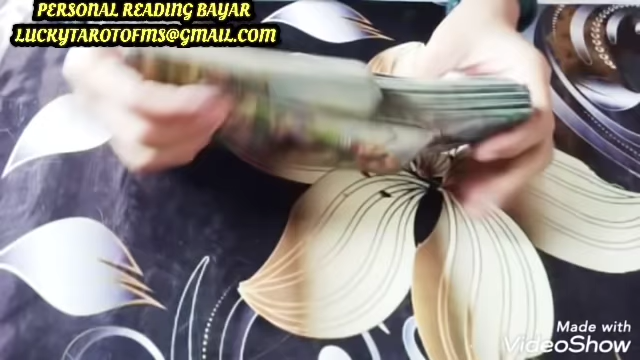 PERSONAL READING BAYAR
LUCKYTAROTOFMS@GMAIL.COM
Made with
VideoShow